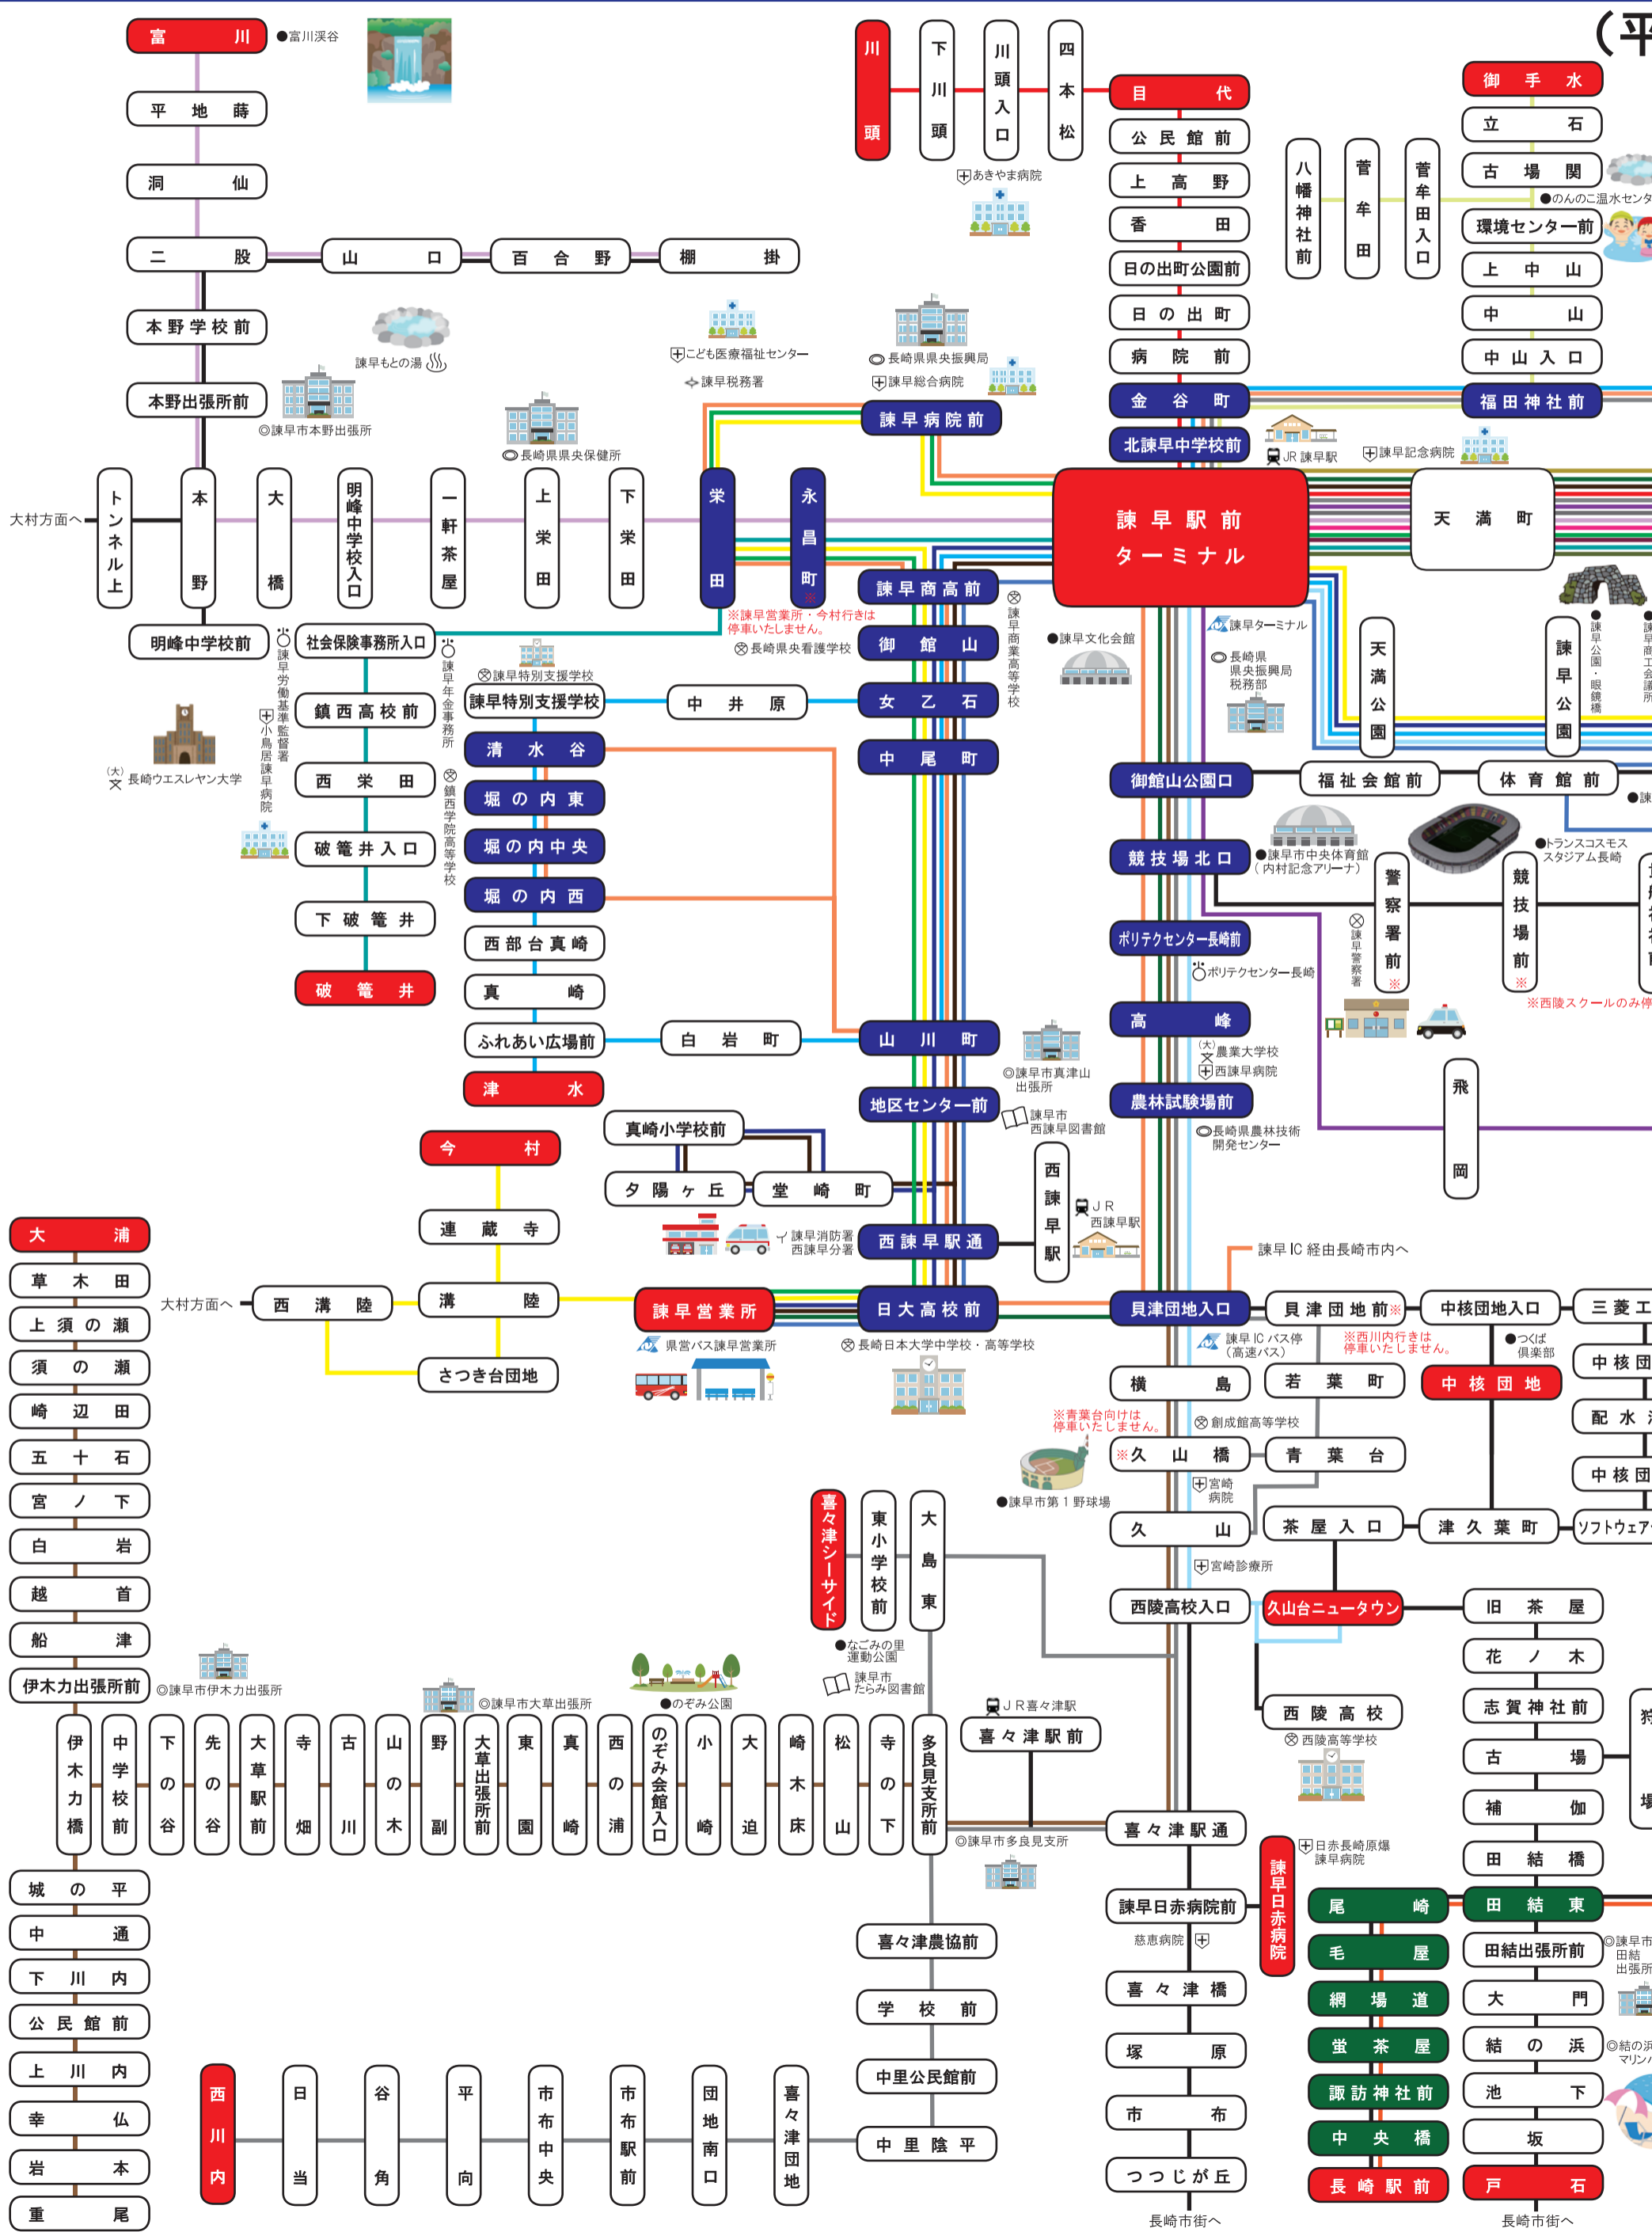 (平
富川
●富川渓谷
平地蒔
洞仙
二股
山口
百合野
棚掛
本野学校前
諫早もとの湯
本野出張所前
◎諫早市本野出張所
長崎県県央保健所
こども医療福祉センター
諫早税務署
長崎県県央振興局
諫早総合病院
諫早病院前
川頭
下川頭
川頭入口
四本松
あきやま病院
目代
公民館前
上高野
香田
日の出町公園前
日の出町
病院前
金谷町
北諫早中学校前
八幡神社前
菅牟田
菅牟田入口
御手水
立石
古場関
●のんのこ温水センタ
環境センター前
上中山
中山
中山入口
福田神社前
JR 諫早駅
諫早記念病院
大村方面へ
トンネル上
本野
大橋
明峰中学校入口
一軒茶屋
上栄田
下栄田
栄田
永昌町
※
諫早駅前
ターミナル
天満町
※諫早営業所・今村行きは
停車いたしません。
長崎県央看護学校
諫早商高前
御館山
女乙石
中尾町
諫早商業高等学校
●諫早文化会館
諫早ターミナル
長崎県
県央振興局
税務部
天満公園
諫早公園
●諫早公園・眼鏡橋
●諫早商工会議所
明峰中学校前
諫早労働基準監督署
小鳥居諫早病院
社会保険事務所入口
諫早年金事務所
鎮西高校前
西栄田
鎮西学院高等学校
破篭井入口
下破篭井
破篭井
(大)
長崎ウエスレヤン大学
諫早特別支援学校
諫早特別支援学校
中井原
清水谷
堀の内東
堀の内中央
堀の内西
西部台真崎
真崎
ふれあい広場前
白岩町
津水
山川町
地区センター前
◎諫早市真津山
出張所
諫早市
西諫早図書館
御館山公園口
福祉会館前
体育館前
●諫
競技場北口
●諫早市中央体育館
(内村記念アリーナ)
●トランスコスモス
スタジアム長崎
警察署前
※
諫早警察署
競技場前
※
※西陵スクールのみ停
ポリテクセンター長崎前
ポリテクセンター長崎
高峰
(大)
農業大学校
西諫早病院
農林試験場前
長崎県農林技術
開発センター
飛岡
今村
真崎小学校前
夕陽ヶ丘
堂崎町
連蔵寺
諫早消防署
西諫早分署
西諫早駅通
西諫早駅
JR
西諫早駅
諫早 IC 経由長崎市内へ
大村方面へ
西溝陸
溝陸
さつき台団地
諫早営業所
県営バス諫早営業所
日大高校前
長崎日本大学中学校・高等学校
貝津団地入口
貝津団地前※
中核団地入口
三菱工
諫早 IC バス停
(高速バス)
※西川内行きは
停車いたしません。
●つくば
倶楽部
中核団
横島
若葉町
中核団地
配水
※青葉台向けは
停車いたしません。
創成館高等学校
※久山橋
青葉台
中核団
宮崎
病院
●諫早市第１野球場
久山
茶屋入口
津久葉町
ソフトウェア
宮崎診療所
西陵高校入口
久山台ニュータウン
旧茶屋
花ノ木
志賀神社前
古場
補伽
田結橋
西陵高校
西陵高等学校
大浦
草木田
上須の瀬
須の瀬
崎辺田
五十石
宮ノ下
白岩
越首
船津
伊木力出張所前
◎諫早市伊木力出張所
◎諫早市大草出張所
●のぞみ公園
喜々津シーサイド
東小学校前
大島東
●なごみの里
運動公園
諫早市
たらみ図書館
伊木力橋
中学校前
下の谷
先の谷
大草駅前
寺畑
古川
山の木
野副
大草出張所前
東園
真崎
西の浦
のぞみ会館入口
小崎
大迫
崎木床
松山
寺の下
多良見支所前
JR喜々津駅
喜々津駅前
◎諫早市多良見支所
喜々津駅通
諫早日赤病院前
諫早日赤病院
日赤長崎原爆
諫早病院
慈恵病院
喜々津橋
塚原
市布
つつじが丘
長崎市街へ
尾崎
毛屋
網場道
蛍茶屋
諏訪神社前
中央橋
長崎駅前
田結東
田結出張所前
◎諫早市
田結
出張所
大門
結の浜
◎結の浜
マリンパ
池下
坂
戸石
長崎市街へ
城の平
中通
下川内
公民館前
上川内
幸仏
岩本
重尾
喜々津農協前
学校前
中里公民館前
中里陰平
西川内
日当
谷角
平向
市布中央
市布駅前
団地南口
喜々津団地